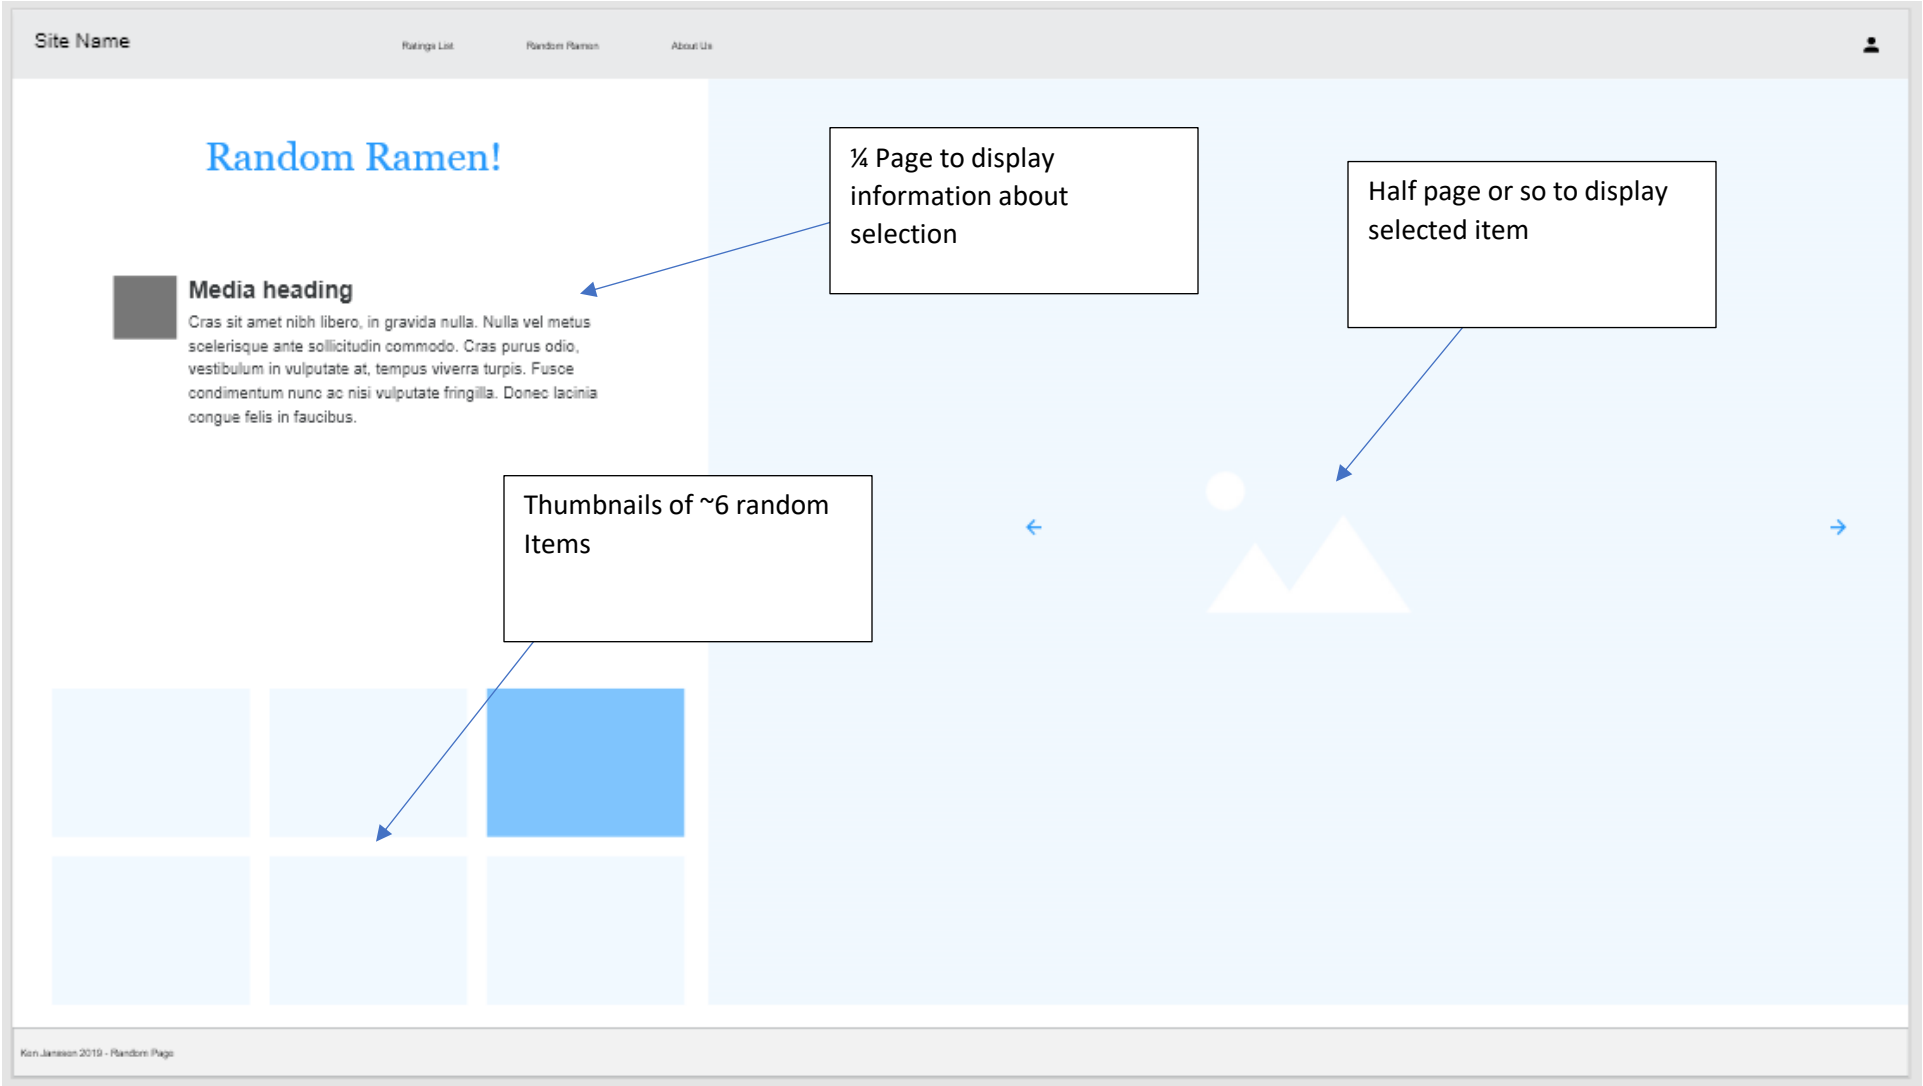 Site Name
Ratings List
Random Ramen
About Us
Random Ramen!
¼ Page to display
information about
selection
Half page or so to display
selected item
Media heading
Cras sit amet nibh libero, in gravida nulla. Nulla vel metus
scelerisque ante sollicitudin commodo. Cras purus odio,
vestibulum in vulputate at, tempus viverra turpis. Fusce
condimentum nunc ac nisi vulputate fringilla. Donec lacinia
congue felis in faucibus.
Thumbnails of ~6 random
Items
Ken Janssen 2019 - Random Page